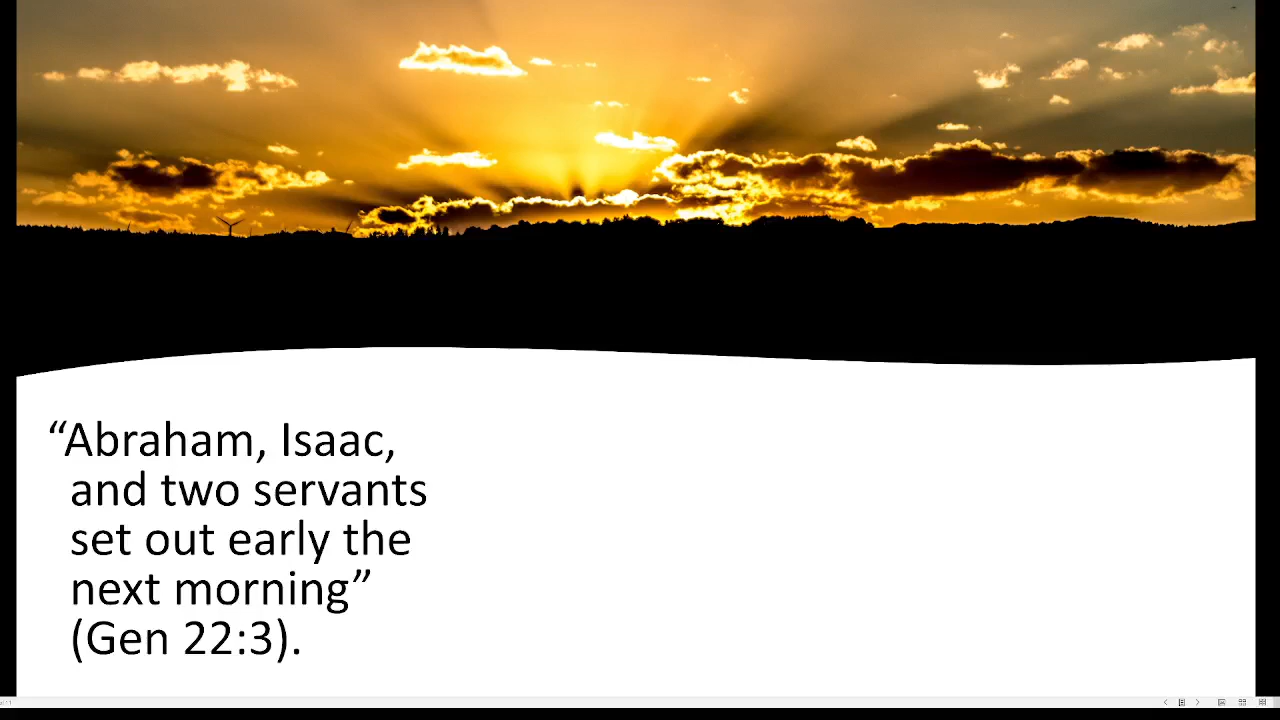 “Abraham, Isaac,
and two servants
set out early the
next morning”
(Gen 22:3).